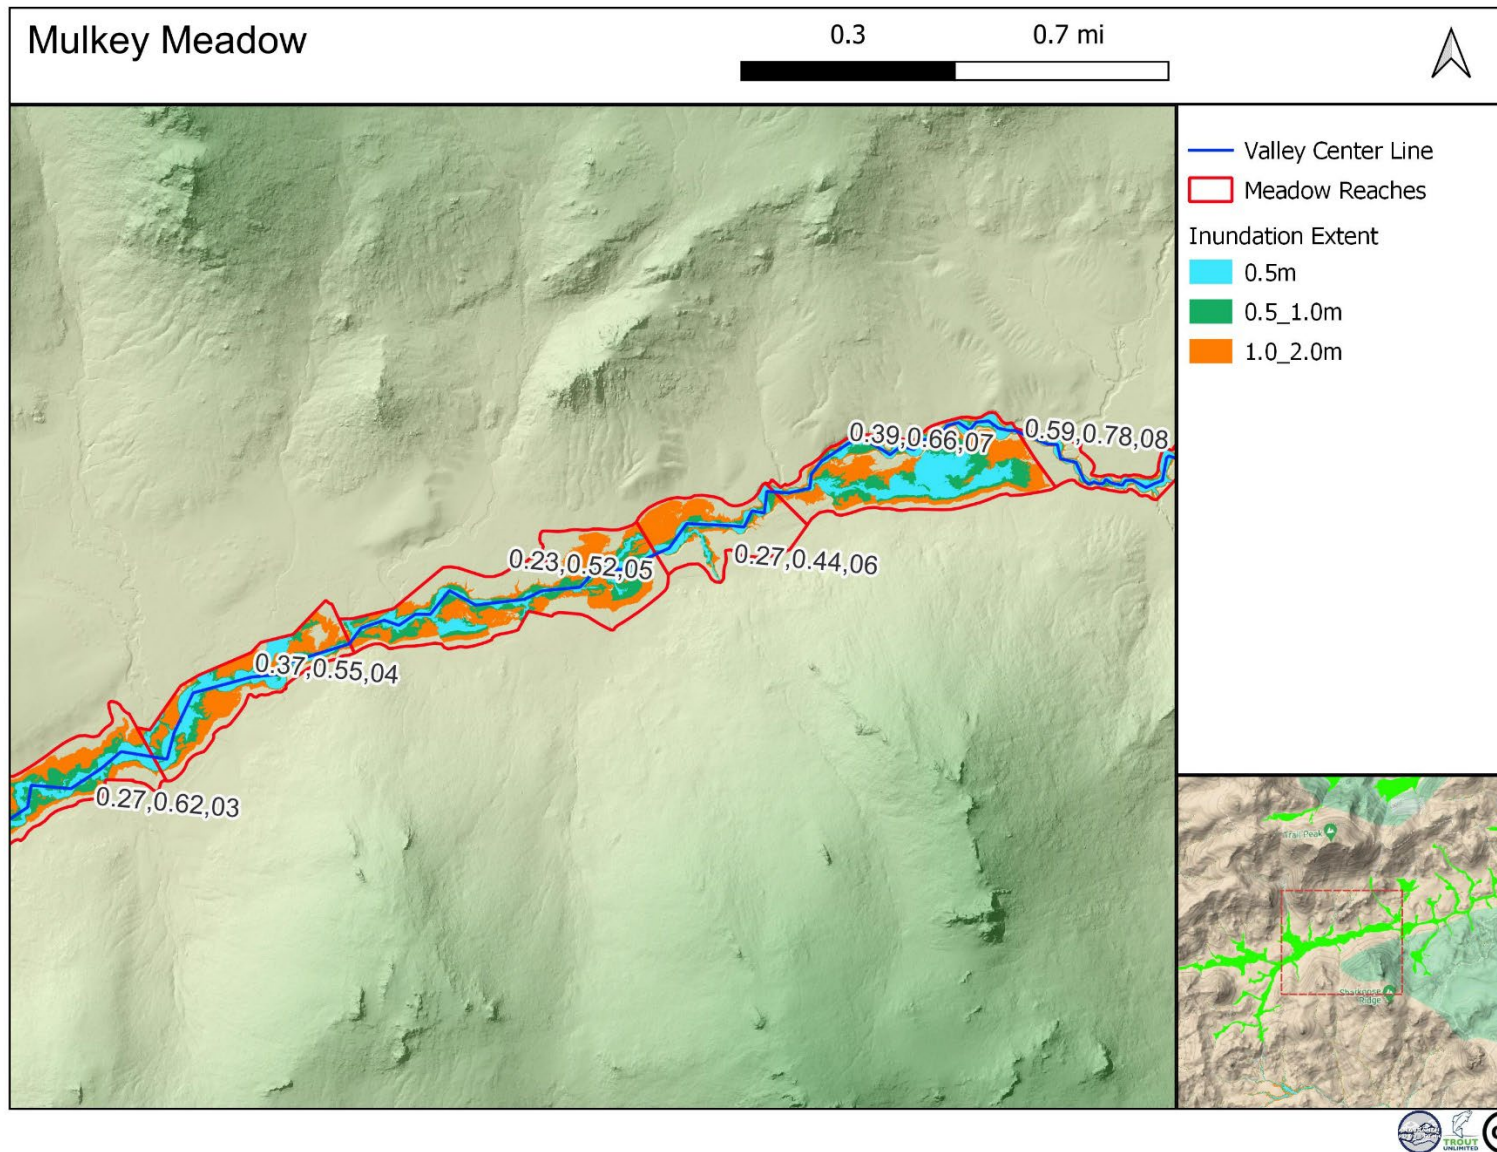 Mulkey Meadow
0.3 0.7 mi
Valley Center Line
Meadow Reaches
Inundation Extent
0.5m
0.5_1.0m
1.0_2.0m
0.39,0.66,07
0.59,0.78,08
0.23,0.52,05
0.27,0.44,06
0.37,0.55,04
0.27,0.62,03
Trail Peak
Ridge
TROUT
UNLIMITED